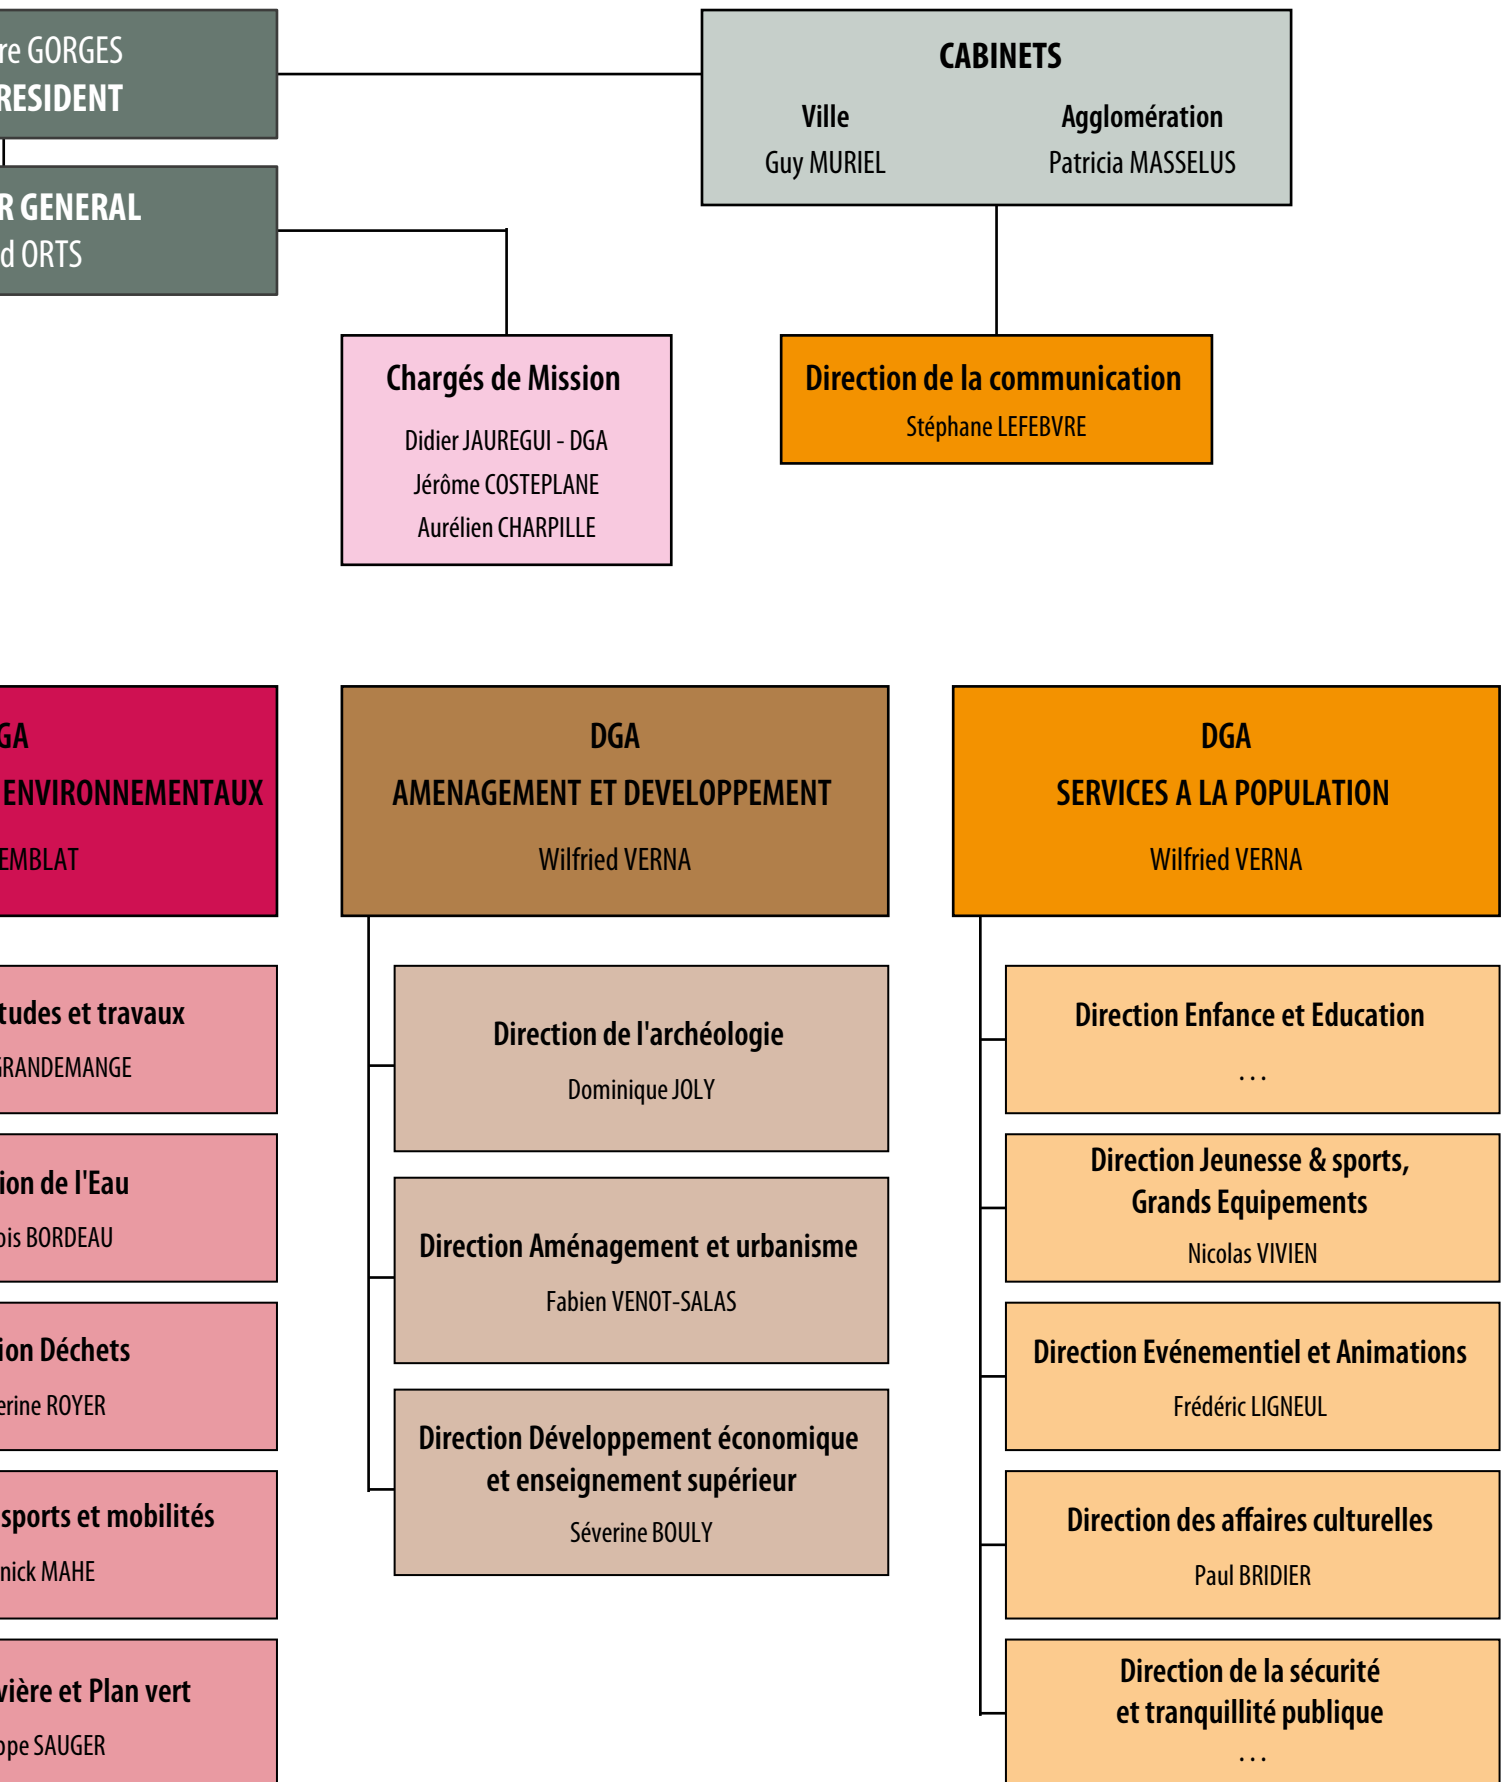 re GORGES
RESIDENT
R GENERAL
d ORTS
CABINETS
Ville
Guy MURIEL
Agglomération
Patricia MASSELUS
Chargés de Mission
Didier JAUREGUI - DGA
Jérôme COSTEPLANE
Aurélien CHARPILLE
Direction de la communication
Stéphane LEFEBVRE
GA
ENVIRONNEMENTAUX
EMBLAT
tudes et travaux
GRANDEMANGE
ion de l'Eau
ois BORDEAU
ion Déchets
erine ROYER
sports et mobilités
nick MAHE
vière et Plan vert
ppe SAUGER
DGA
AMENAGEMENT ET DEVELOPPEMENT
Wilfried VERNA
Direction de l'archéologie
Dominique JOLY
Direction Aménagement et urbanisme
Fabien VENOT-SALAS
Direction Développement économique
et enseignement supérieur
Séverine BOULY
DGA
SERVICES A LA POPULATION
Wilfried VERNA
Direction Enfance et Education
...
Direction Jeunesse & sports,
Grands Equipements
Nicolas VIVIEN
Direction Evénementiel et Animations
Frédéric LIGNEUL
Direction des affaires culturelles
Paul BRIDIER
Direction de la sécurité
et tranquillité publique
...